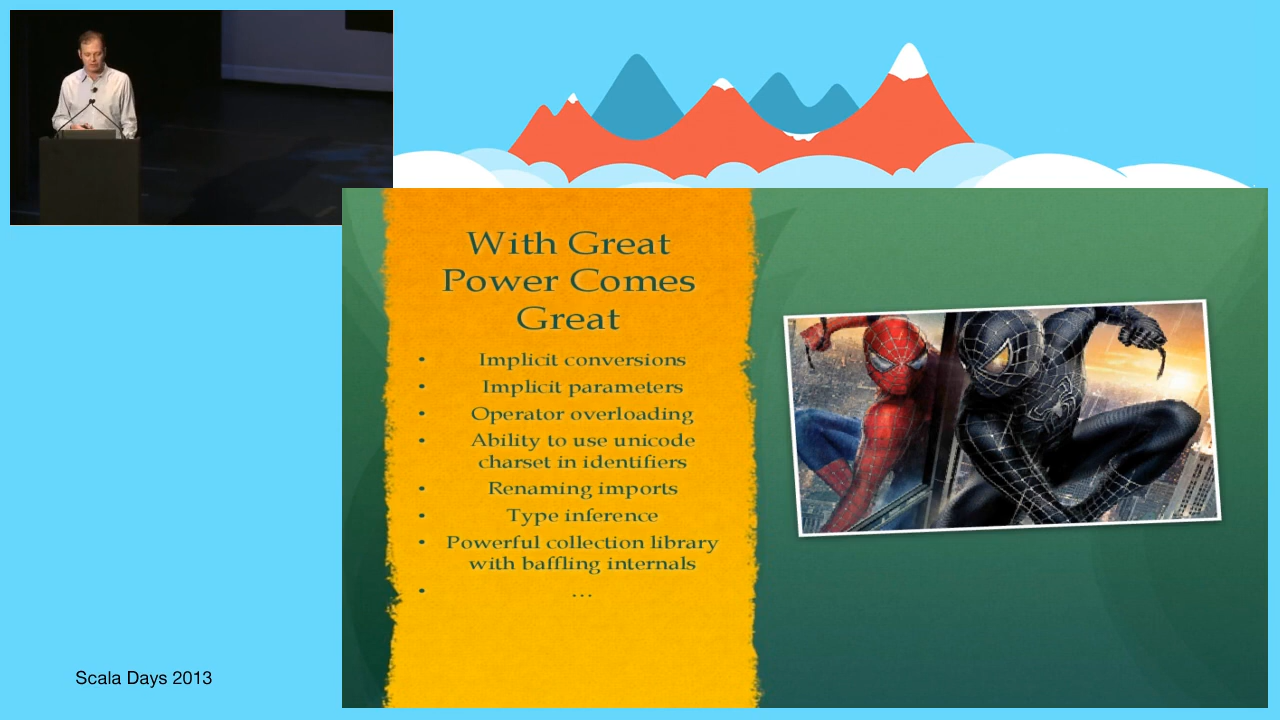 With Great
Power Comes
Great
• Implicit conversions
• Implicit parameters
• Operator overloading
• Ability to use unicode
charset in identifiers
• Renaming imports
• Type inference
• Powerful collection library
with baffling internals
• …
Scala Days 2013